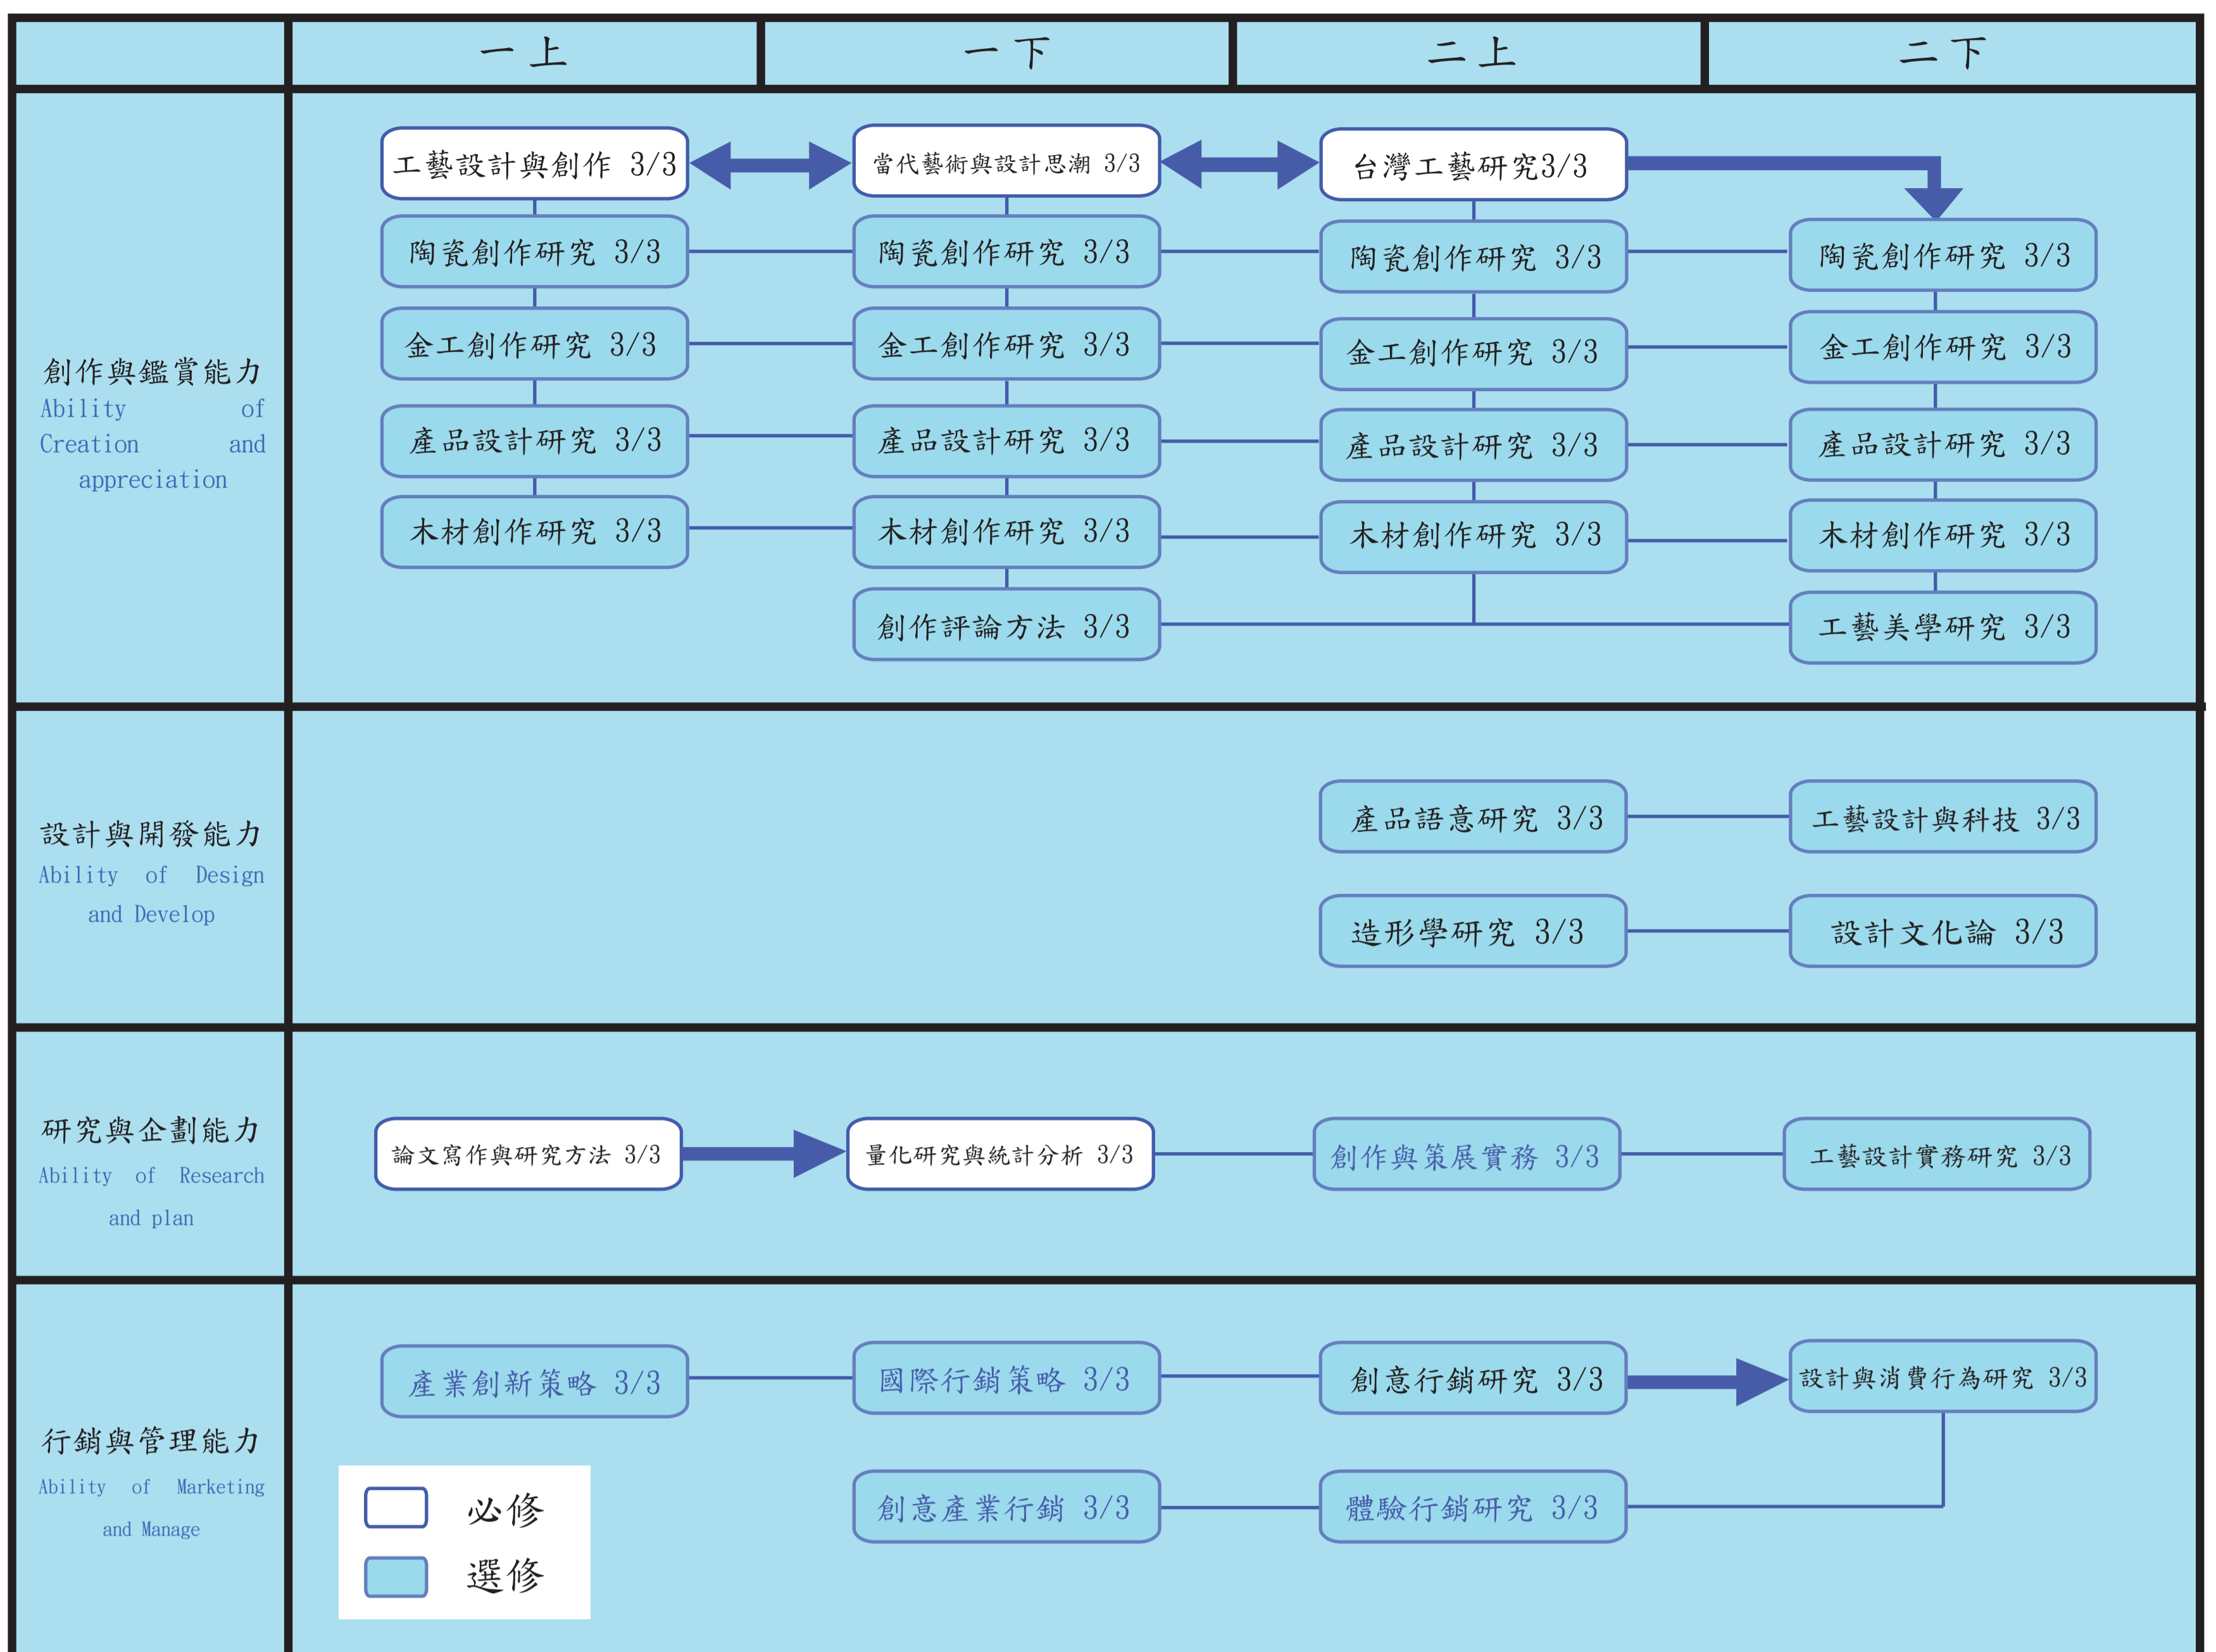 一上
一下
二上
二下
創作與鑑賞能力
Ability of
Creation and
appreciation
工藝設計與創作 3/3
當代藝術與設計思潮 3/3
台灣工藝研究3/3
陶瓷創作研究 3/3
陶瓷創作研究 3/3
陶瓷創作研究 3/3
陶瓷創作研究 3/3
金工創作研究 3/3
金工創作研究 3/3
金工創作研究 3/3
金工創作研究 3/3
產品設計研究 3/3
產品設計研究 3/3
產品設計研究 3/3
產品設計研究 3/3
木材創作研究 3/3
木材創作研究 3/3
木材創作研究 3/3
木材創作研究 3/3
創作評論方法 3/3
工藝美學研究 3/3
設計與開發能力
Ability of Design
and Develop
產品語意研究 3/3
工藝設計與科技 3/3
造形學研究 3/3
設計文化論 3/3
研究與企劃能力
Ability of Research
and plan
論文寫作與研究方法 3/3
量化研究與統計分析 3/3
創作與策展實務 3/3
工藝設計實務研究 3/3
行銷與管理能力
Ability of Marketing
and Manage
產業創新策略 3/3
國際行銷策略 3/3
創意行銷研究 3/3
設計與消費行為研究 3/3
創意產業行銷 3/3
體驗行銷研究 3/3
必修
選修